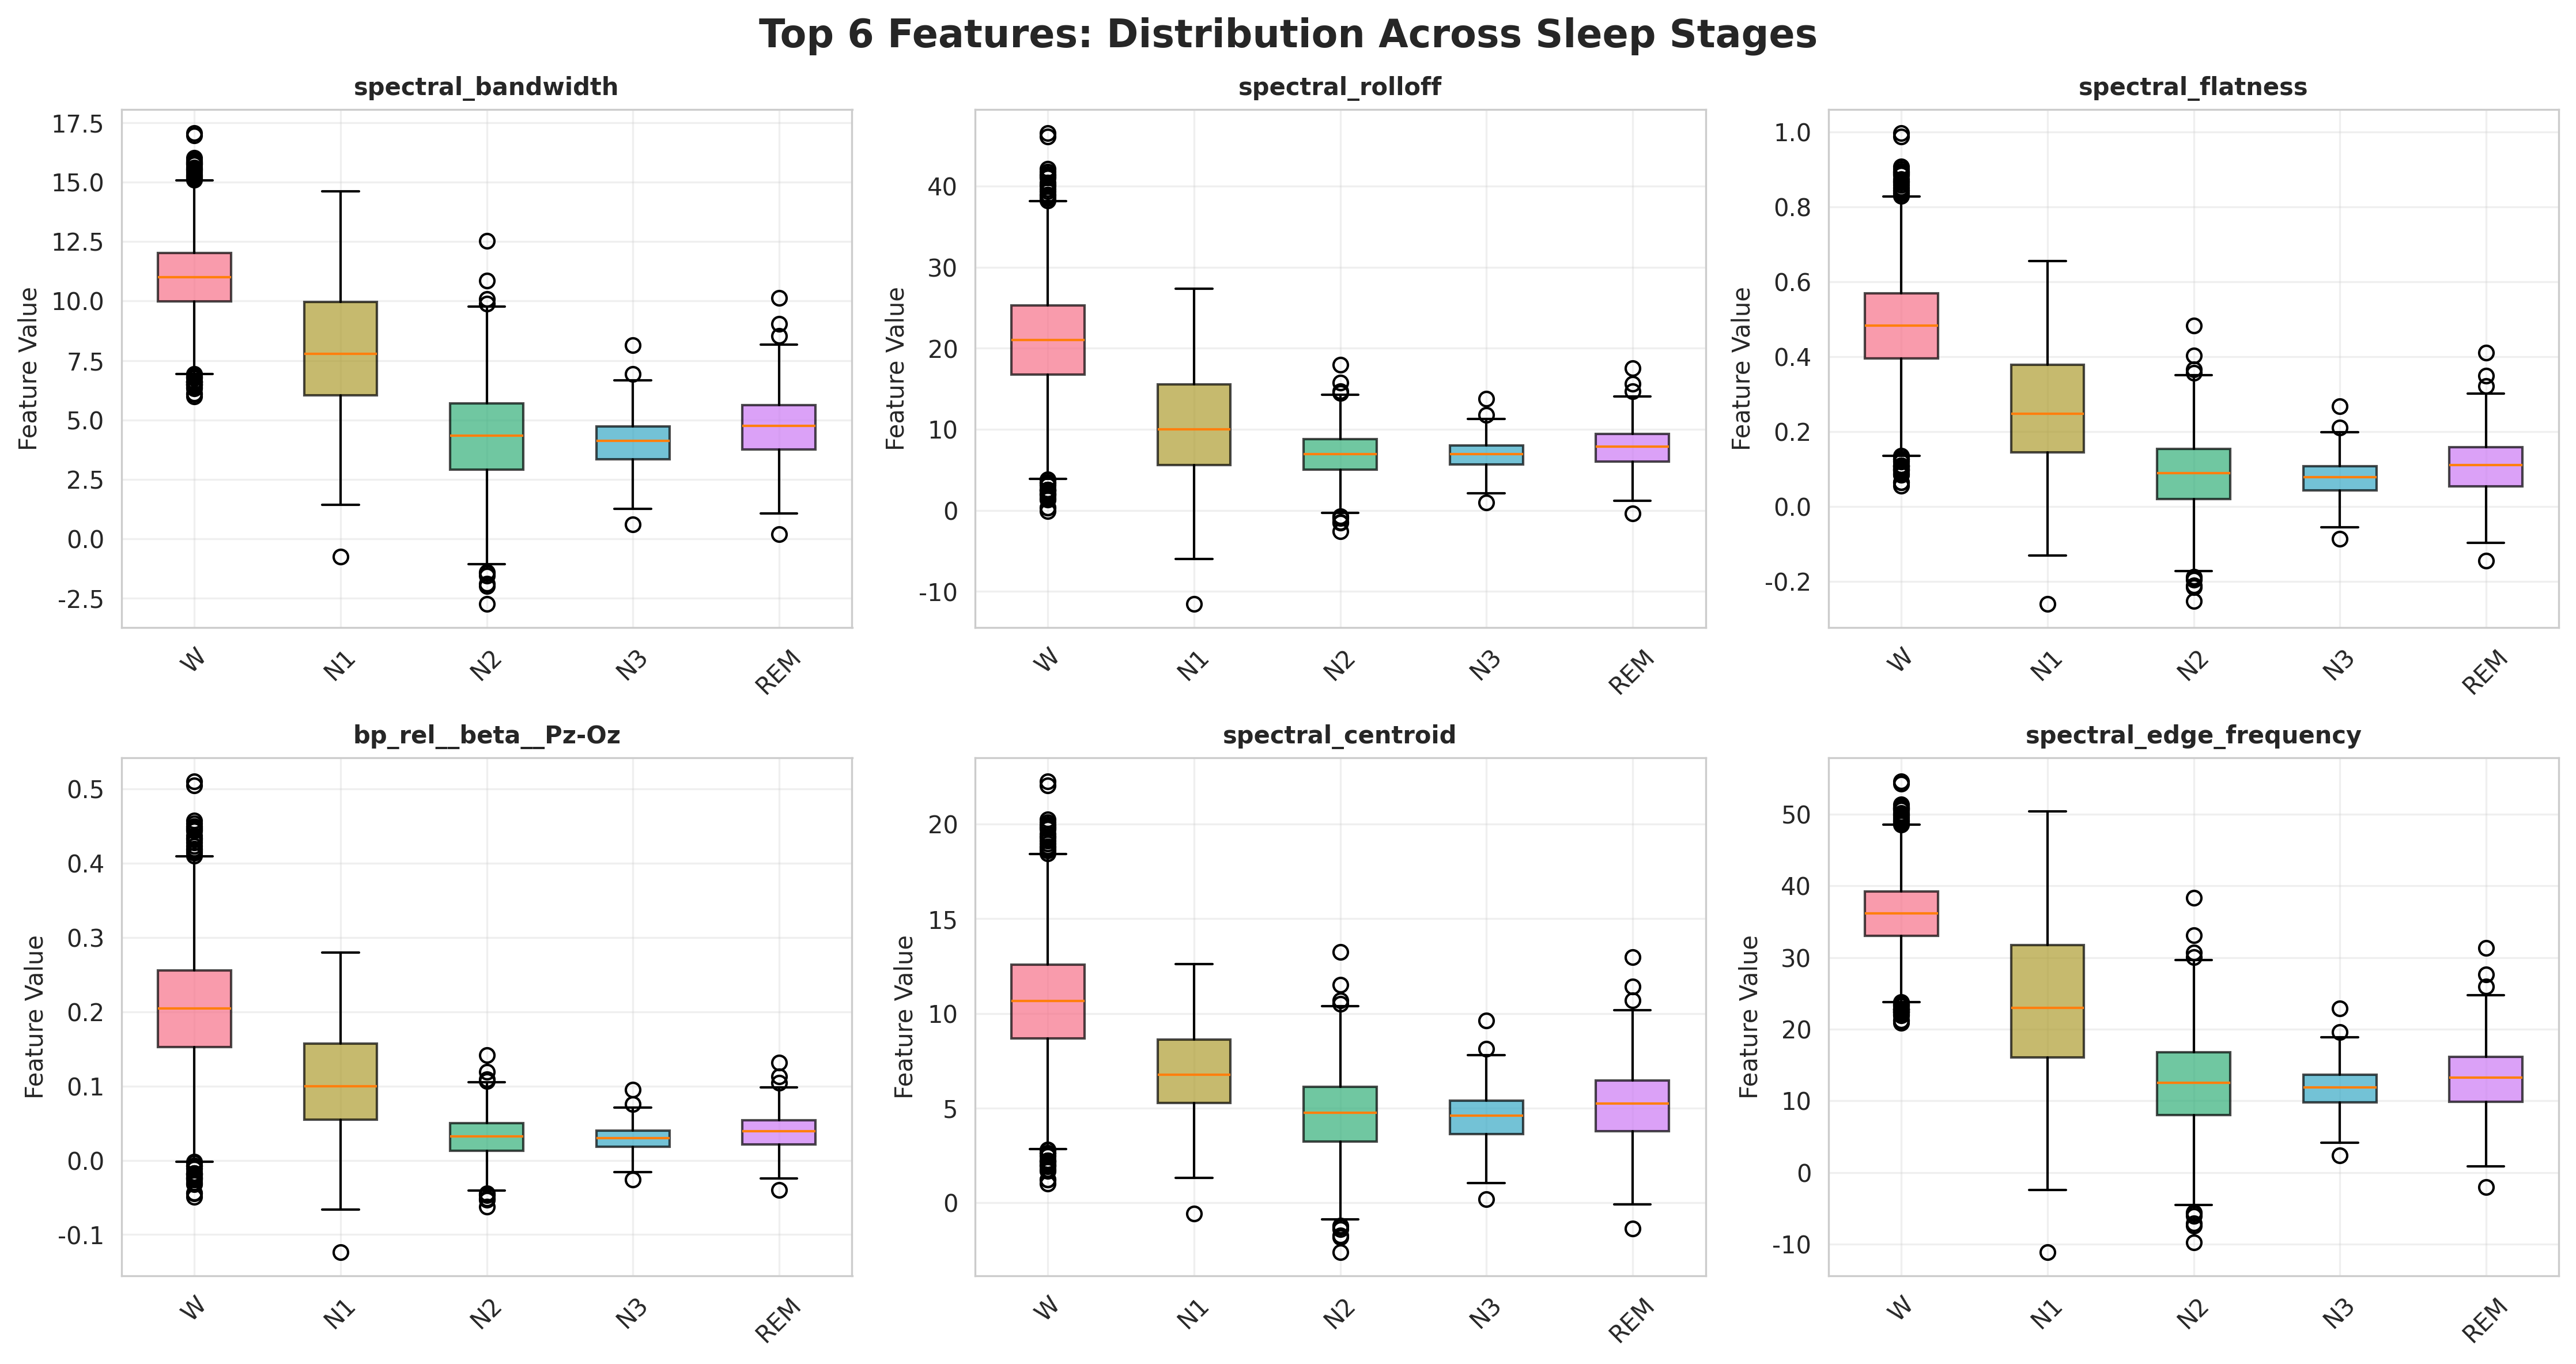 Top 6 Features: Distribution Across Sleep Stages
spectral_bandwidth
17.5
15.0
12.5
10.0
7.5
5.0
2.5
0.0
-2.5
Feature Value
W
N1
N2
N3
REM
spectral_rolloff
40
30
20
10
0
-10
Feature Value
W
N1
N2
N3
REM
spectral_flatness
1.0
0.8
0.6
0.4
0.2
0.0
-0.2
Feature Value
W
N1
N2
N3
REM
bp_rel__beta__Pz-Oz
0.5
0.4
0.3
0.2
0.1
0.0
-0.1
Feature Value
W
N1
N2
N3
REM
spectral_centroid
20
15
10
5
0
Feature Value
W
N1
N2
N3
REM
spectral_edge_frequency
50
40
30
20
10
0
-10
Feature Value
W
N1
N2
N3
REM